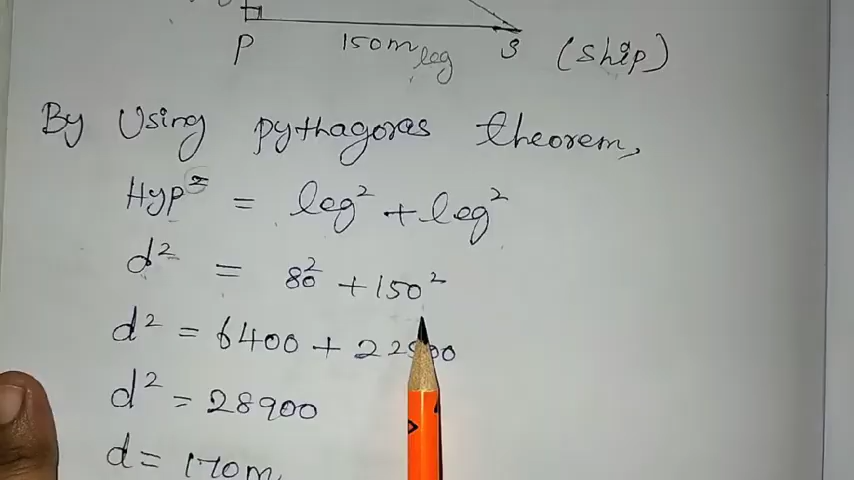 P 150m leg S (ship)
By Using pythagoras theorem,
Hyp² = leg² + leg²
d² = 80² + 150²
d² = 6400 + 22500
d² = 28900
d = 170m